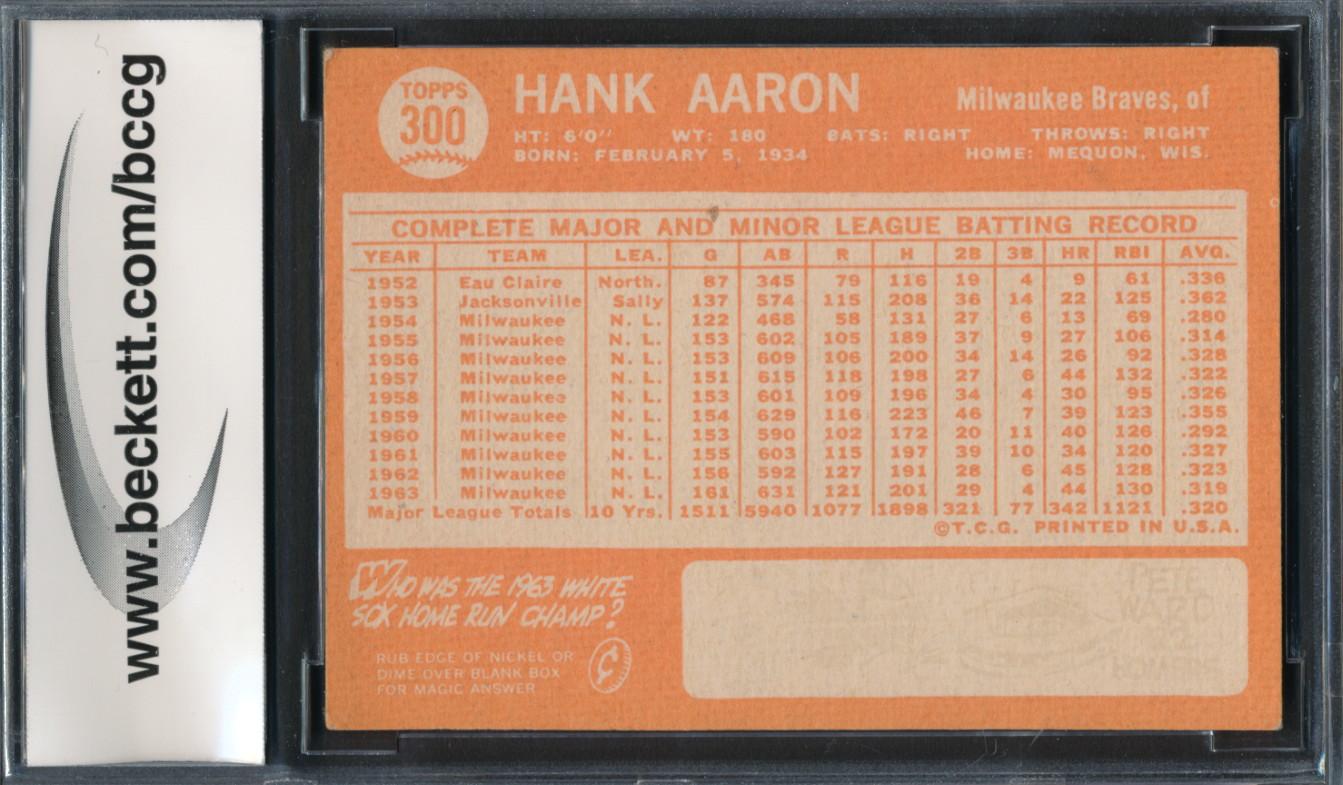 www.beckett.com/bccg
TOPPS
300
HANK AARON
Milwaukee Braves, of
HT: 6'0" WT: 180 BATS: RIGHT THROWS: RIGHT
BORN: FEBRUARY 5, 1934 HOME: MEQUON, WIS.
COMPLETE MAJOR AND MINOR LEAGUE BATTING RECORD
YEAR TEAM LEA. G AB R H 2B 3B HR RBI AVG.
1952 Eau Claire North. 87 345 79 116 19 4 9 61 .336
1953 Jacksonville Sally 137 574 115 208 36 14 22 125 .362
1954 Milwaukee N. L. 122 468 58 131 27 6 13 69 .280
1955 Milwaukee N. L. 153 602 105 189 37 9 27 106 .314
1956 Milwaukee N. L. 153 609 106 200 34 14 26 92 .328
1957 Milwaukee N. L. 151 615 118 198 27 6 44 132 .322
1958 Milwaukee N. L. 153 601 109 196 34 4 30 95 .326
1959 Milwaukee N. L. 154 629 116 223 46 7 39 123 .355
1960 Milwaukee N. L. 153 590 102 172 20 11 40 126 .292
1961 Milwaukee N. L. 155 603 115 197 39 10 34 120 .327
1962 Milwaukee N. L. 156 592 127 191 28 6 45 128 .323
1963 Milwaukee N. L. 161 631 121 201 29 4 44 130 .319
Major League Totals 10 Yrs. 1511 5940 1077 1898 321 77 342 1121 .320
©T.C.G. PRINTED IN U.S.A.
WHO WAS THE 1963 WHITE
SOX HOME RUN CHAMP?
RUB EDGE OF NICKEL OR
DIME OVER BLANK BOX
FOR MAGIC ANSWER
PETE
WARD
22